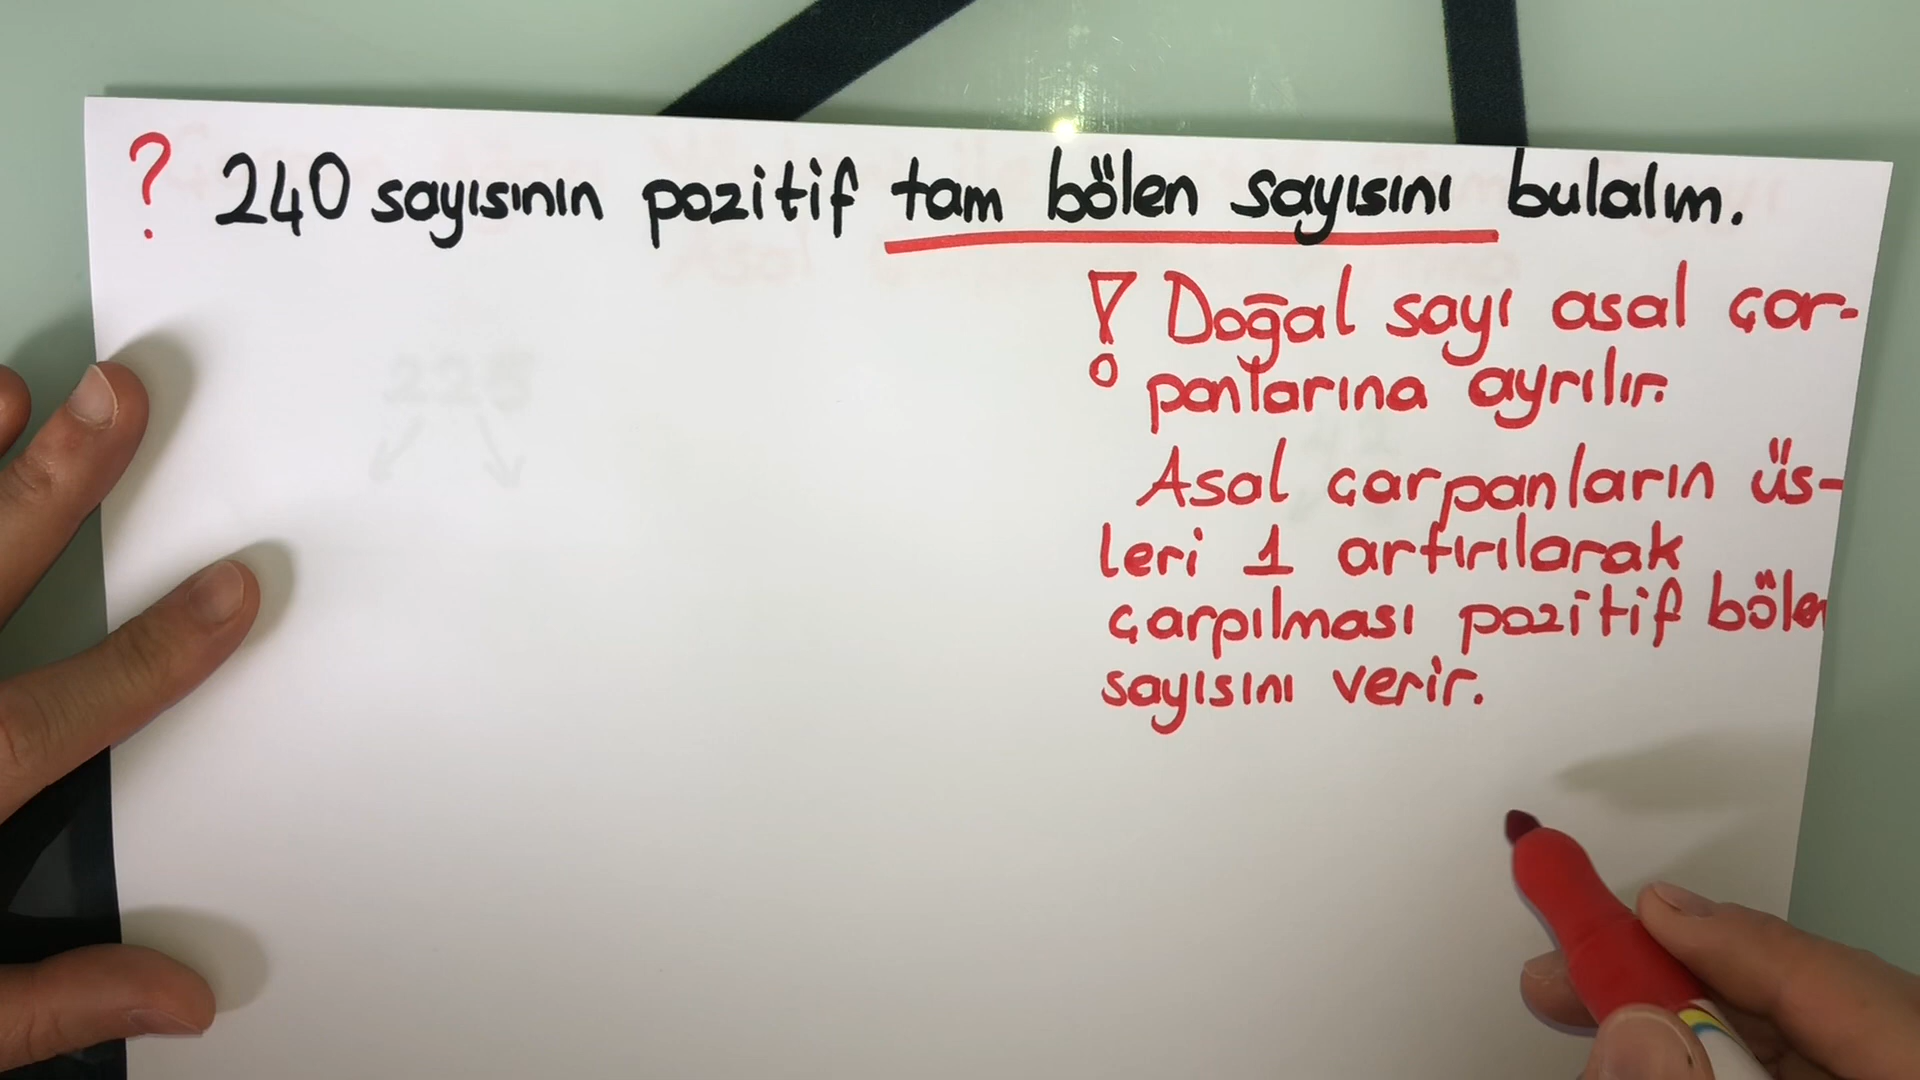 ? 240 sayısının pozitif tam bölen sayısını bulalım.
! Doğal sayı asal çar-
panlarına ayrılır.
Asal çarpanların üs-
leri 1 artırılarak
çarpılması pozitif bölen
sayısını verir.